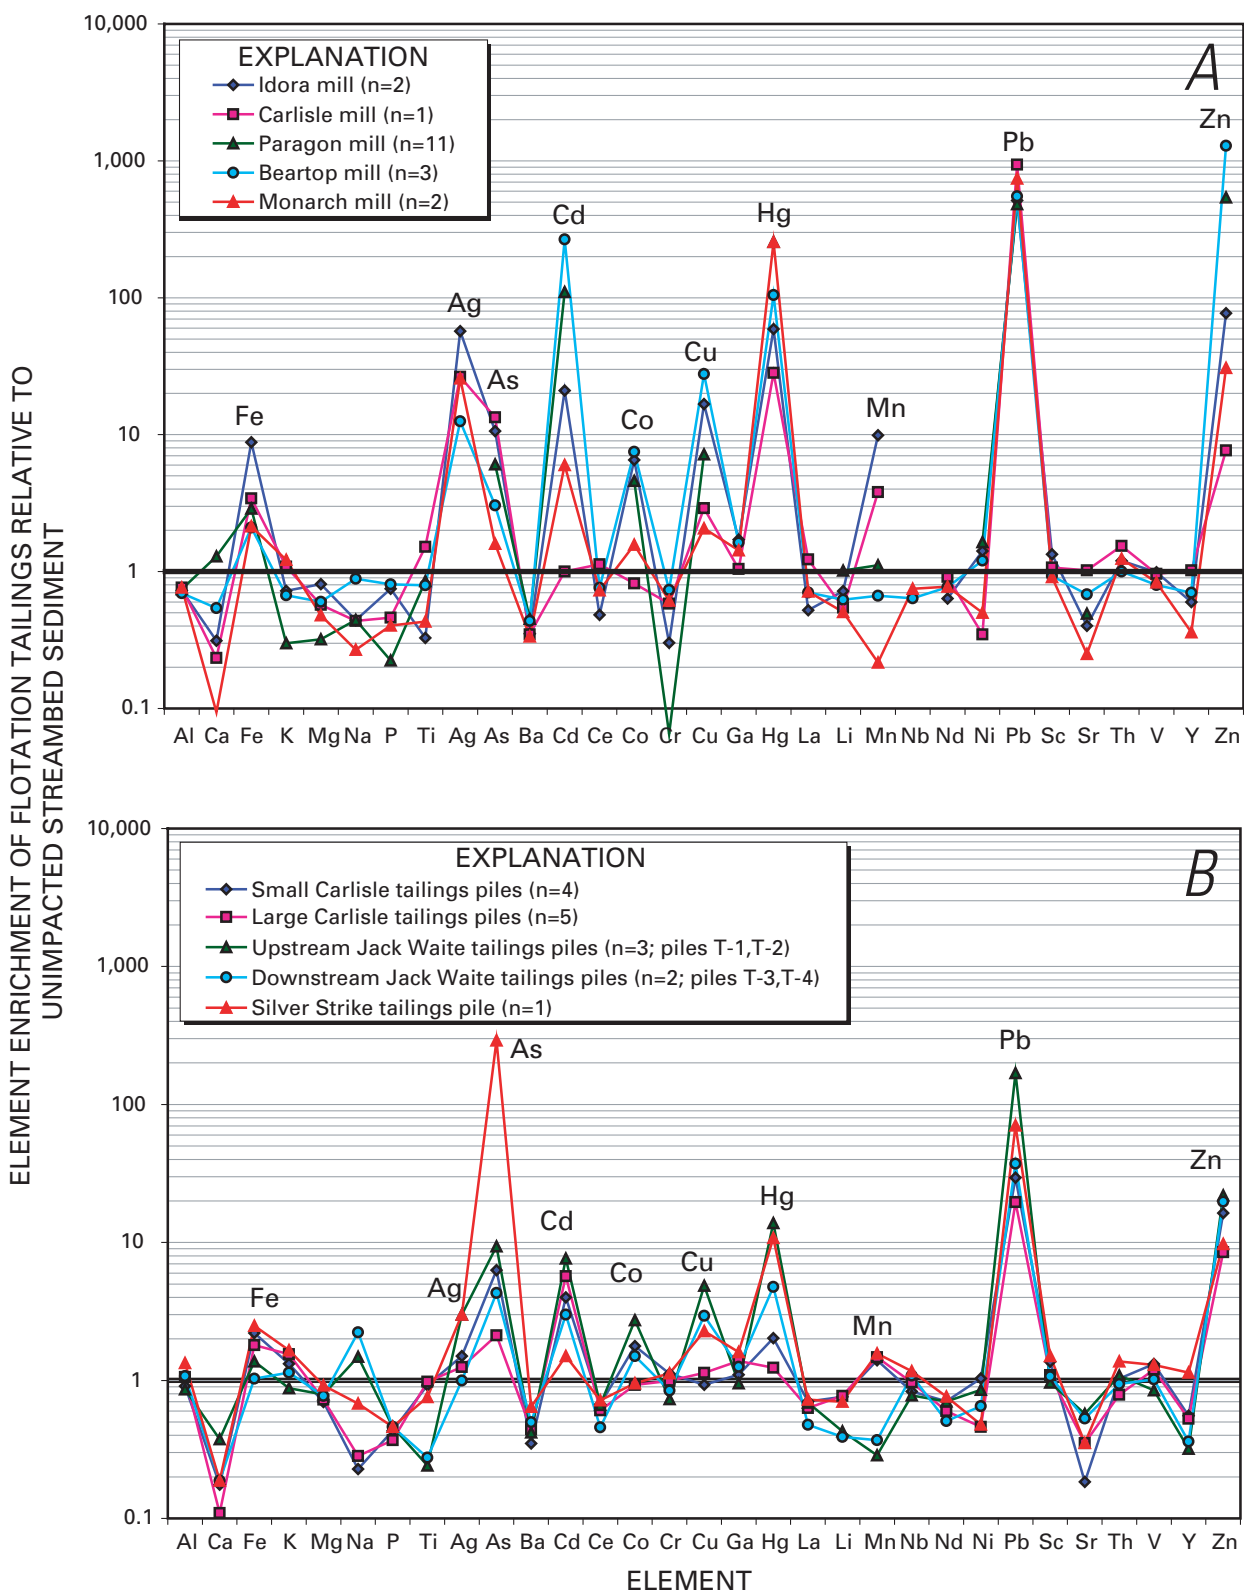 ELEMENT ENRICHMENT OF FLOTATION TAILINGS RELATIVE TO
UNIMPACTED STREAMBED SEDIMENT
10,000
1,000
100
10
1
0.1
EXPLANATION
Idora mill (n=2)
Carlisle mill (n=1)
Paragon mill (n=11)
Beartop mill (n=3)
Monarch mill (n=2)
A
Fe
Ag
As
Cd
Co
Cu
Hg
Mn
Pb
Zn
Al Ca Fe K Mg Na P Ti Ag As Ba Cd Ce Co Cr Cu Ga Hg La Li Mn Nb Nd Ni Pb Sc Sr Th V Y Zn
10,000
1,000
100
10
1
0.1
EXPLANATION
Small Carlisle tailings piles (n=4)
Large Carlisle tailings piles (n=5)
Upstream Jack Waite tailings piles (n=3; piles T-1,T-2)
Downstream Jack Waite tailings piles (n=2; piles T-3,T-4)
Silver Strike tailings pile (n=1)
B
Fe
Ag
As
Cd
Co
Cu
Hg
Mn
Pb
Zn
Al Ca Fe K Mg Na P Ti Ag As Ba Cd Ce Co Cr Cu Ga Hg La Li Mn Nb Nd Ni Pb Sc Sr Th V Y Zn
ELEMENT